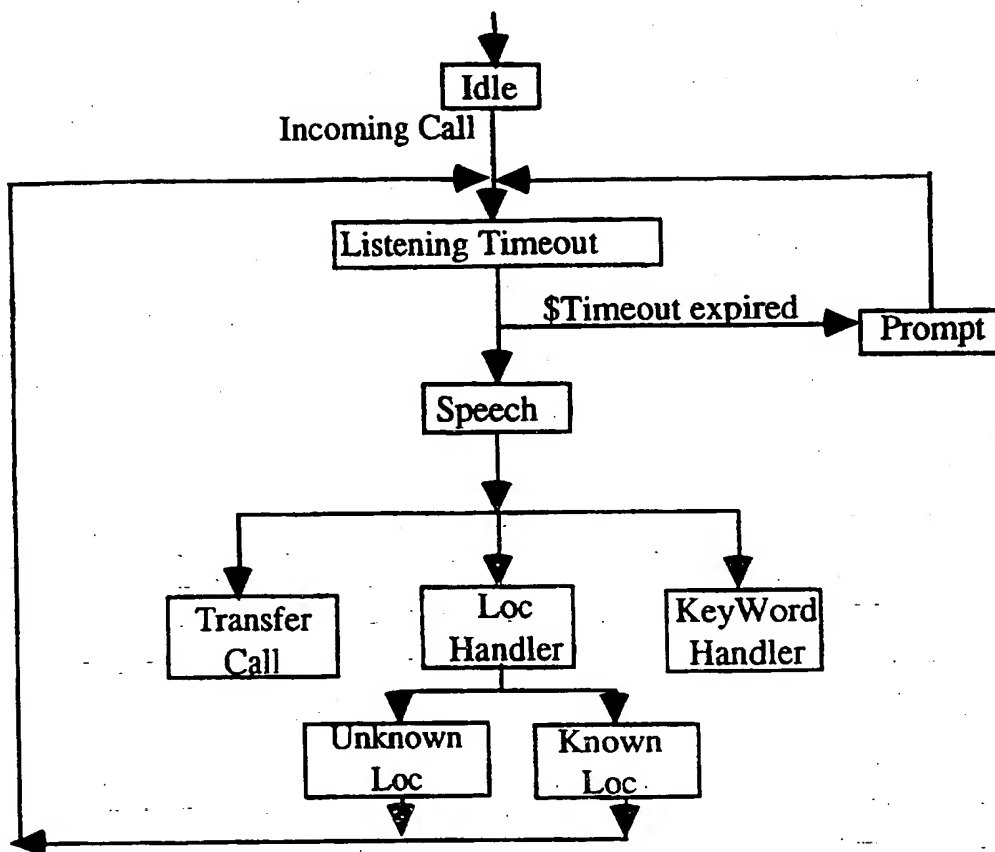 Idle
Incoming Call
Listening Timeout
$Timeout expired
Prompt
Speech
Transfer
Call
Loc
Handler
KeyWord
Handler
Unknown
Loc
Known
Loc